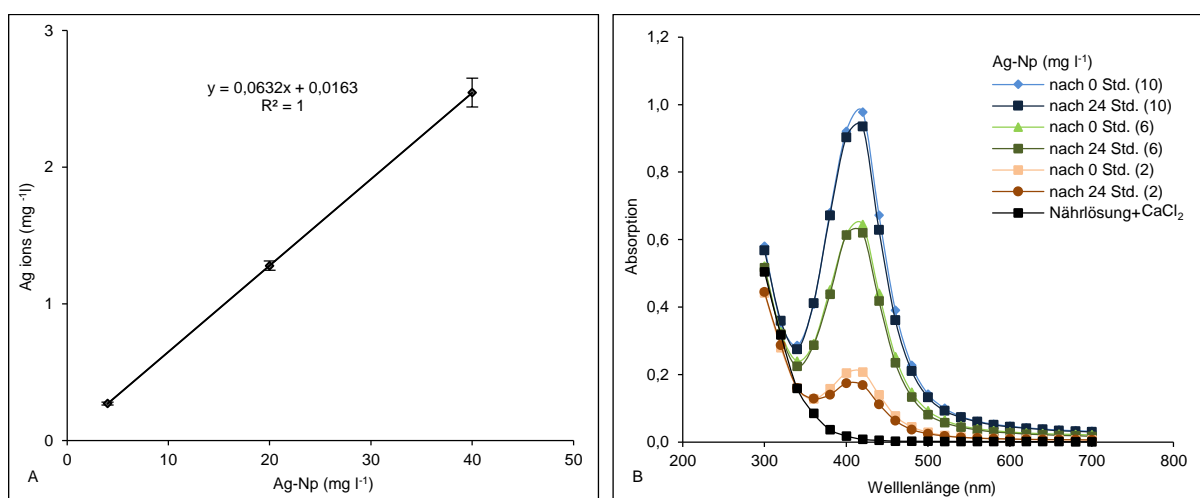 3
2
1
0
Ag ions (mg ⁻¹l)
y = 0,0632x + 0,0163
R² = 1
0 10 20 30 40 50
A
Ag-Np (mg l⁻¹)
1,2
1,0
0,8
0,6
0,4
0,2
0,0
Absorption
Ag-Np (mg l⁻¹)
nach 0 Std. (10)
nach 24 Std. (10)
nach 0 Std. (6)
nach 24 Std. (6)
nach 0 Std. (2)
nach 24 Std. (2)
Nährlösung+CaCl₂
200 300 400 500 600 700 800
B
Welllenlänge (nm)